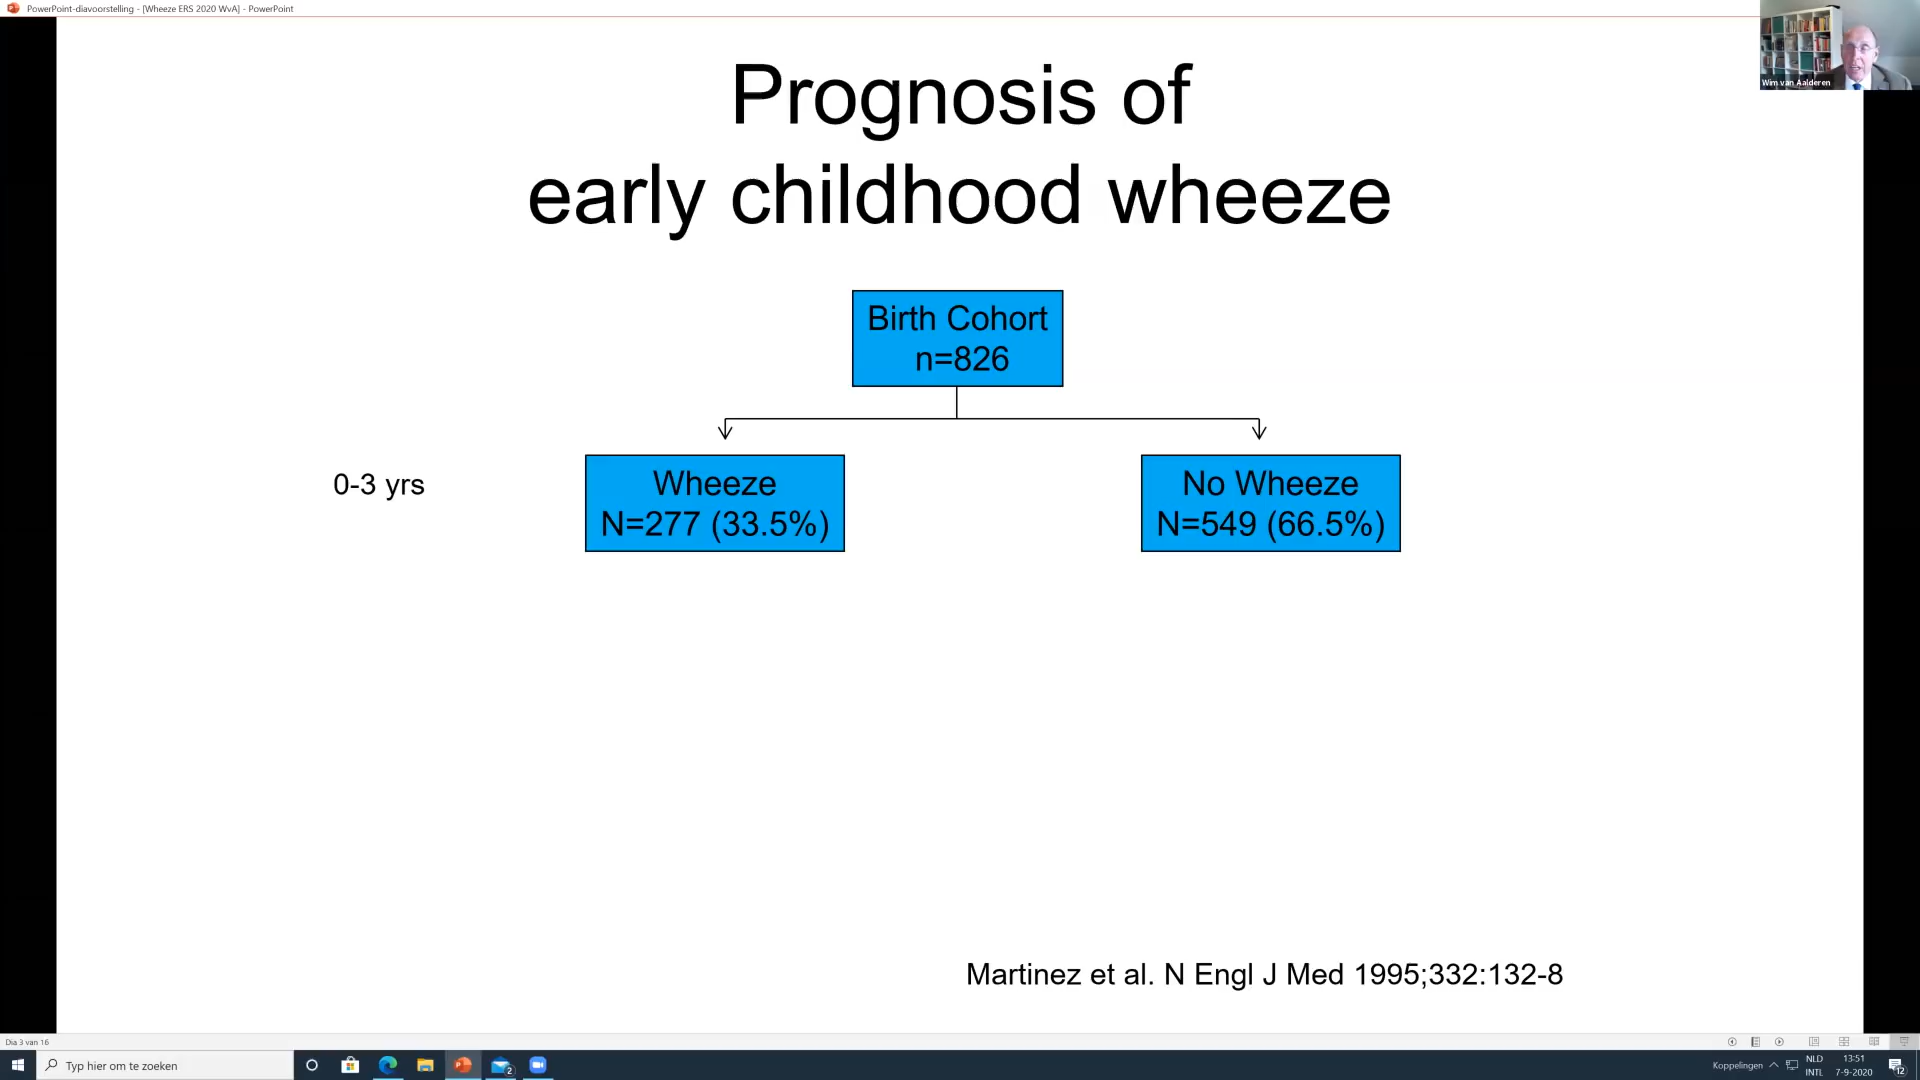 PowerPoint-diavoorstelling - [Wheeze ERS 2020 WvA] - PowerPoint
Wim van Aalderen
Prognosis of
early childhood wheeze
Birth Cohort
n=826
0-3 yrs
Wheeze
N=277 (33.5%)
No Wheeze
N=549 (66.5%)
Martinez et al. N Engl J Med 1995;332:132-8
Dia 3 van 16
Typ hier om te zoeken
2
Koppelingen
NLD
INTL
13:51
7-9-2020
12